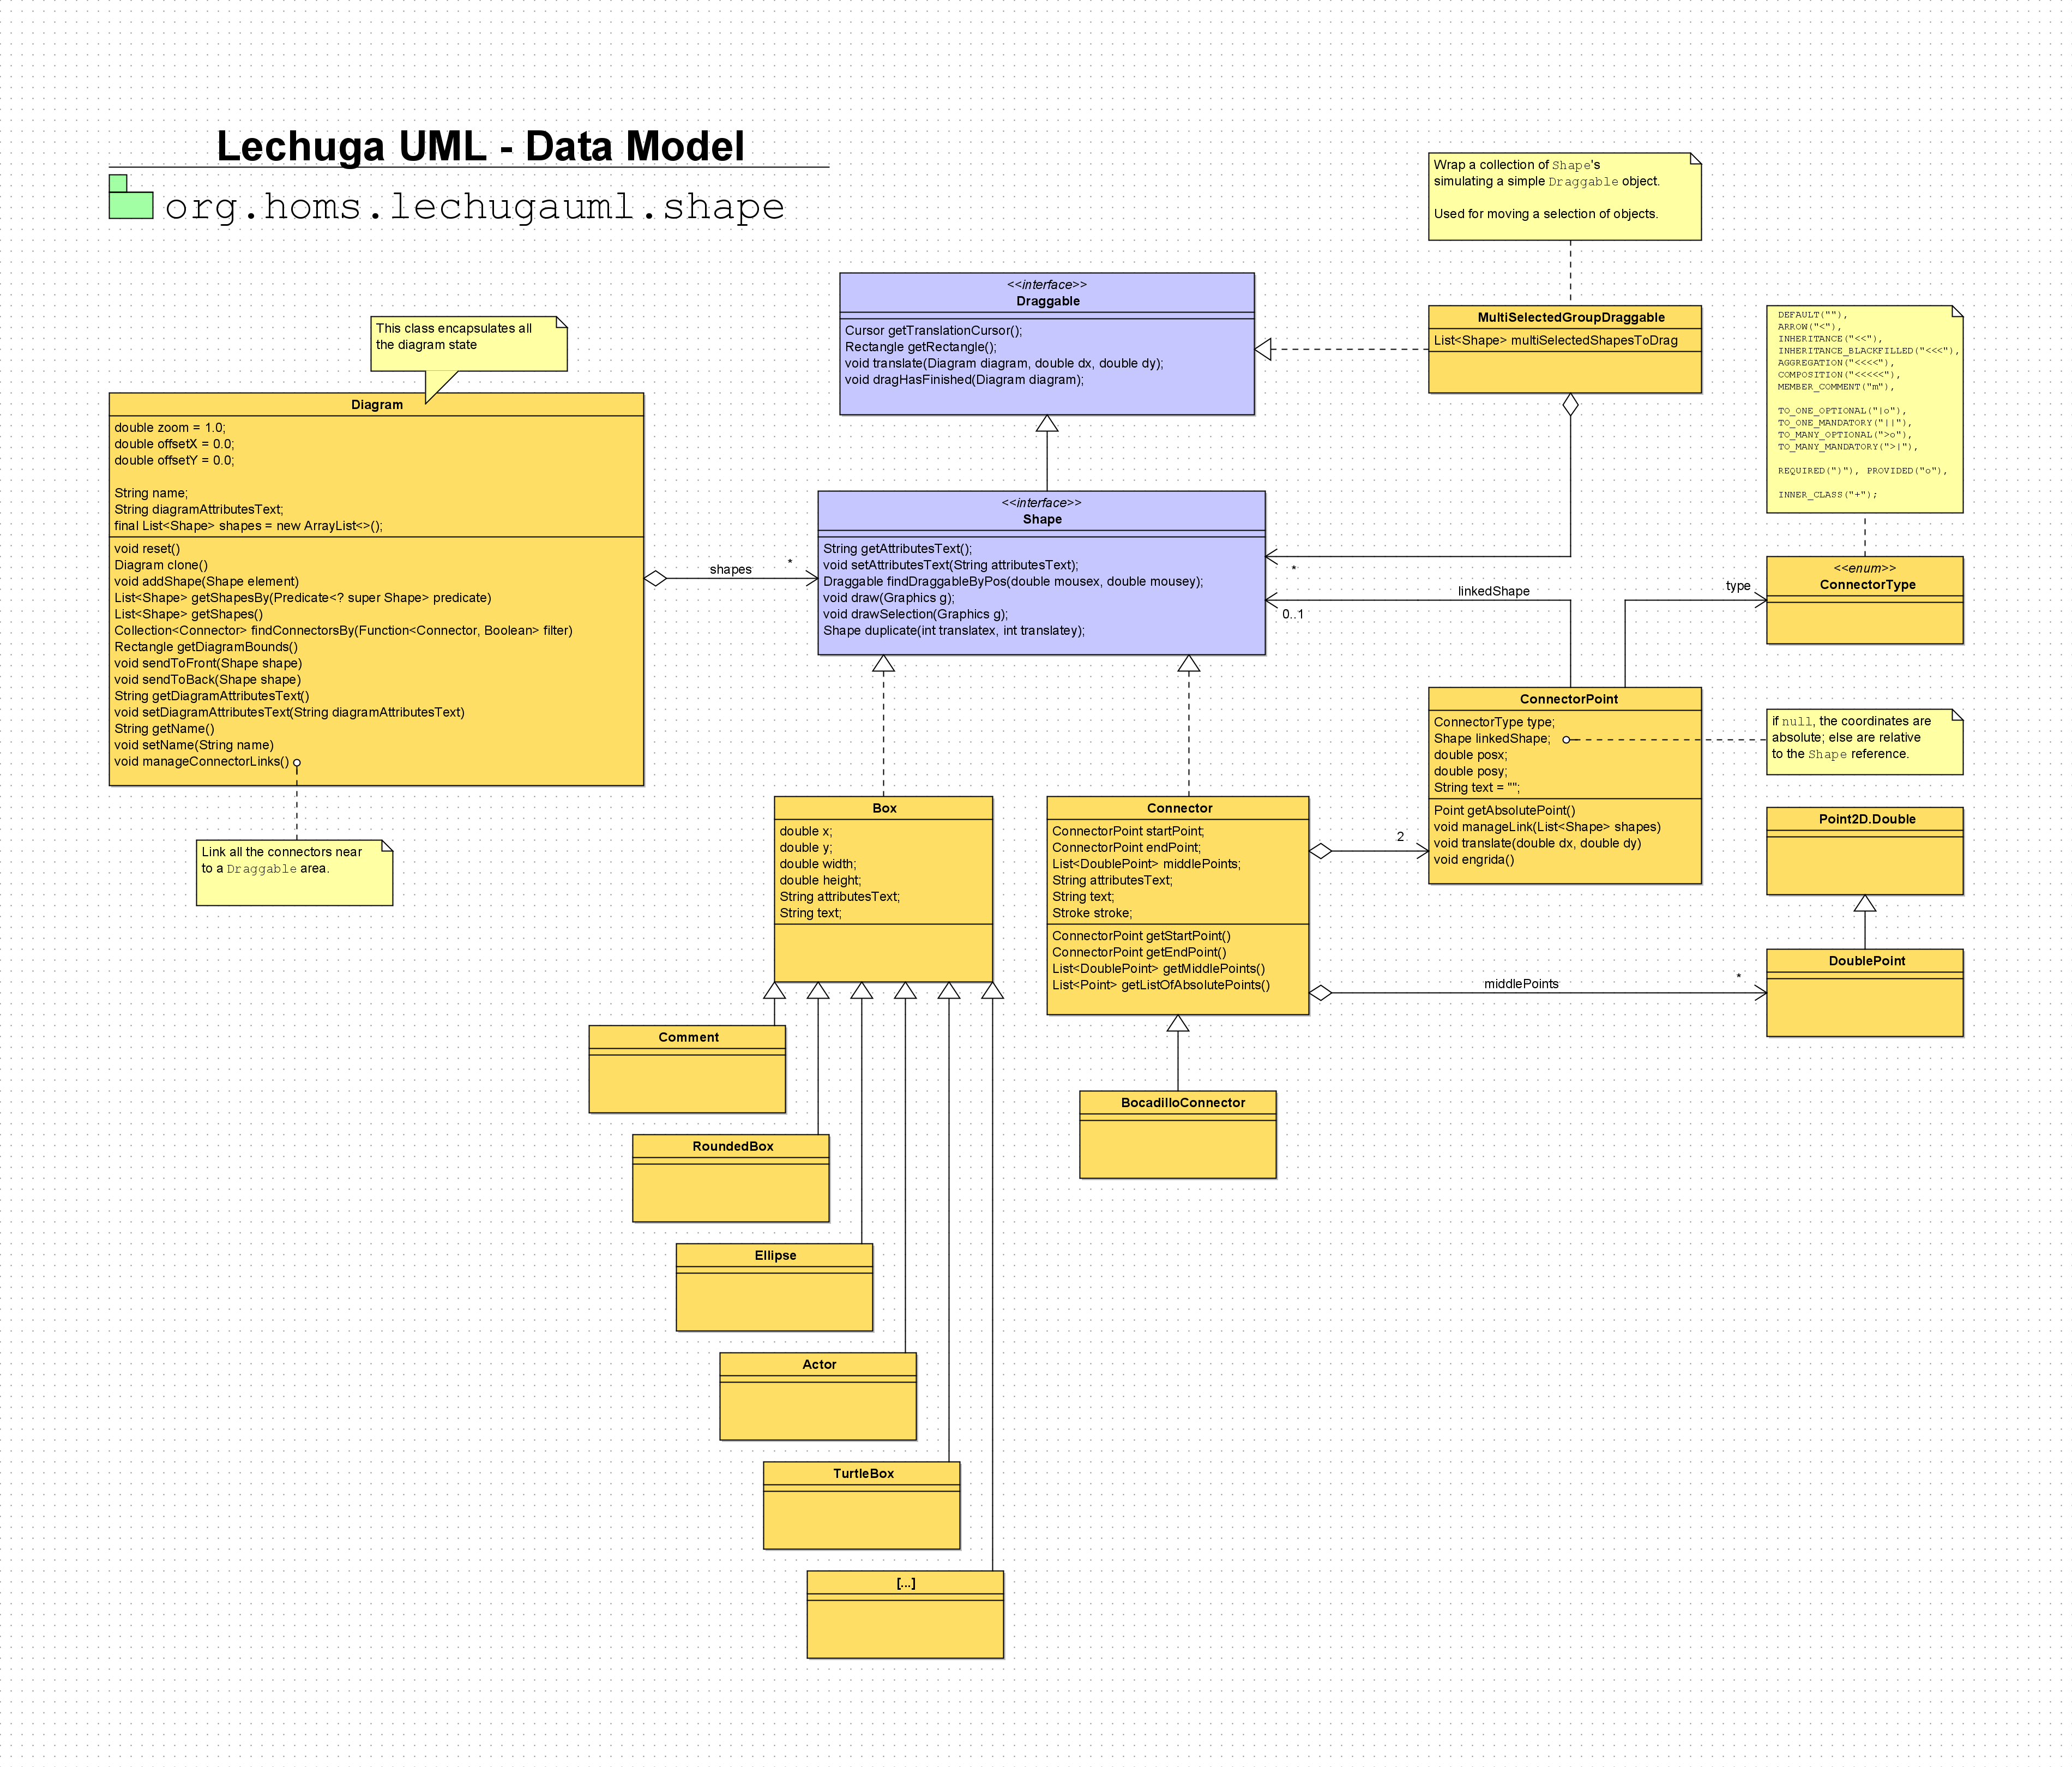 Lechuga UML - Data Model
org.homs.lechugauml.shape
Wrap a collection of Shape's
simulating a simple Draggable object.
Used for moving a selection of objects.
<<interface>>
Draggable
Cursor getTranslationCursor();
Rectangle getRectangle();
void translate(Diagram diagram, double dx, double dy);
void dragHasFinished(Diagram diagram);
MultiSelectedGroupDraggable
List<Shape> multiSelectedShapesToDrag
DEFAULT(""),
ARROW("<"),
INHERITANCE("<<"),
INHERITANCE_BLACKFILLED("<<<"),
AGGREGATION("<<<<"),
COMPOSITION("<<<<<"),
MEMBER_COMMENT("m"),
TO_ONE_OPTIONAL("|o"),
TO_ONE_MANDATORY("||"),
TO_MANY_OPTIONAL(">o"),
TO_MANY_MANDATORY(">|"),
REQUIRED(")"), PROVIDED("o"),
INNER_CLASS("+");
This class encapsulates all
the diagram state
Diagram
double zoom = 1.0;
double offsetX = 0.0;
double offsetY = 0.0;
String name;
String diagramAttributesText;
final List<Shape> shapes = new ArrayList<>();
void reset()
Diagram clone()
void addShape(Shape element)
List<Shape> getShapesBy(Predicate<? super Shape> predicate)
List<Shape> getShapes()
Collection<Connector> findConnectorsBy(Function<Connector, Boolean> filter)
Rectangle getDiagramBounds()
void sendToFront(Shape shape)
void sendToBack(Shape shape)
String getDiagramAttributesText()
void setDiagramAttributesText(String diagramAttributesText)
String getName()
void setName(String name)
void manageConnectorLinks()
shapes
*
<<interface>>
Shape
String getAttributesText();
void setAttributesText(String attributesText);
Draggable findDraggableByPos(double mousex, double mousey);
void draw(Graphics g);
void drawSelection(Graphics g);
Shape duplicate(int translatex, int translatey);
*
linkedShape
0..1
type
<<enum>>
ConnectorType
ConnectorPoint
ConnectorType type;
Shape linkedShape;
double posx;
double posy;
String text = "";
Point getAbsolutePoint()
void manageLink(List<Shape> shapes)
void translate(double dx, double dy)
void engrida()
if null, the coordinates are
absolute; else are relative
to the Shape reference.
Link all the connectors near
to a Draggable area.
Box
double x;
double y;
double width;
double height;
String attributesText;
String text;
Connector
ConnectorPoint startPoint;
ConnectorPoint endPoint;
List<DoublePoint> middlePoints;
String attributesText;
String text;
Stroke stroke;
ConnectorPoint getStartPoint()
ConnectorPoint getEndPoint()
List<DoublePoint> getMiddlePoints()
List<Point> getListOfAbsolutePoints()
2
Point2D.Double
middlePoints
*
DoublePoint
Comment
BocadilloConnector
RoundedBox
Ellipse
Actor
TurtleBox
[...]